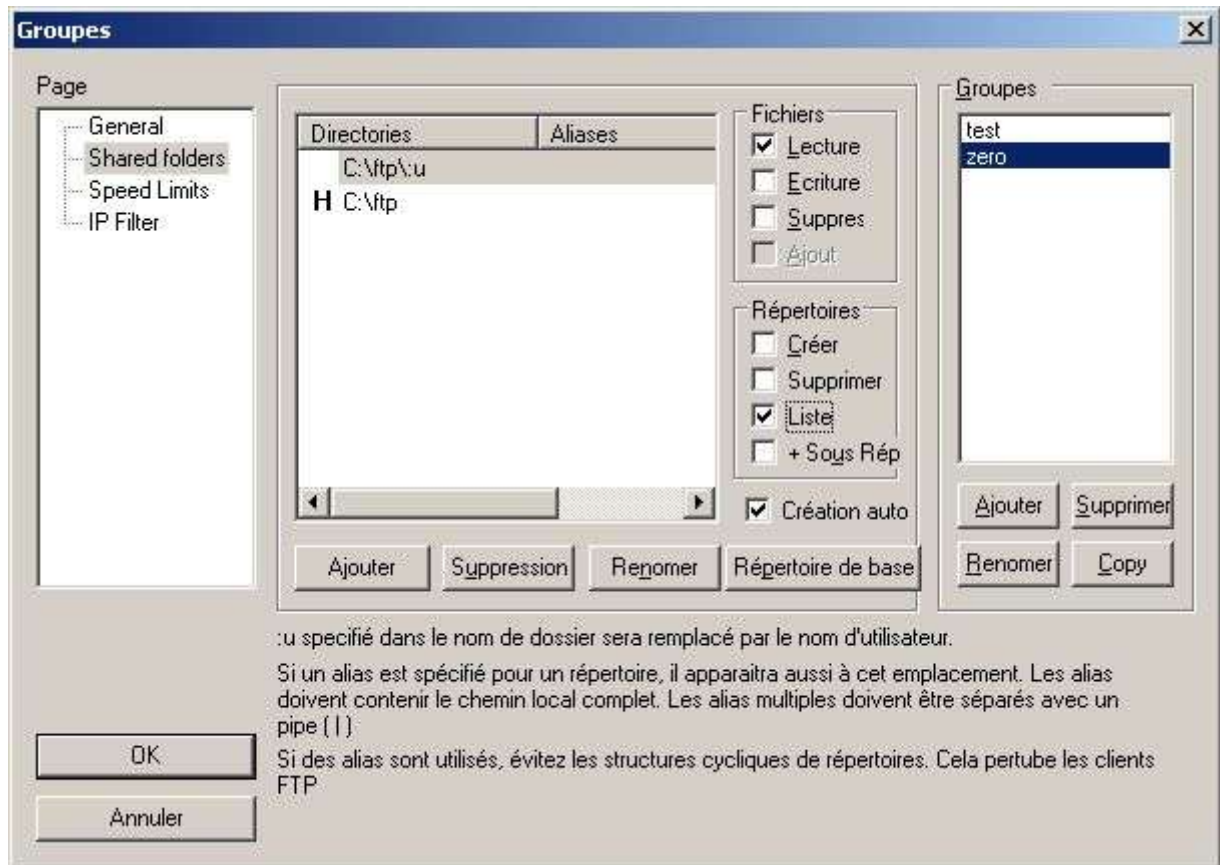 Groupes
Page
General
Shared folders
Speed Limits
IP Filter
Directories Aliases
C:\ftp\:u
H C:\ftp
Fichiers
Lecture
Ecriture
Suppres
Ajout
Répertoires
Créer
Supprimer
Liste
+ Sous Rép
Création auto
Ajouter Suppression Renomer Répertoire de base
Groupes
test
zero
Ajouter Supprimer
Renomer Copy
:u specifié dans le nom de dossier sera remplacé par le nom d'utilisateur.
Si un alias est spécifié pour un répertoire, il apparaitra aussi à cet emplacement. Les alias
doivent contenir le chemin local complet. Les alias multiples doivent être séparés avec un
pipe ( | )
Si des alias sont utilisés, évitez les structures cycliques de répertoires. Cela pertube les clients
FTP
OK
Annuler